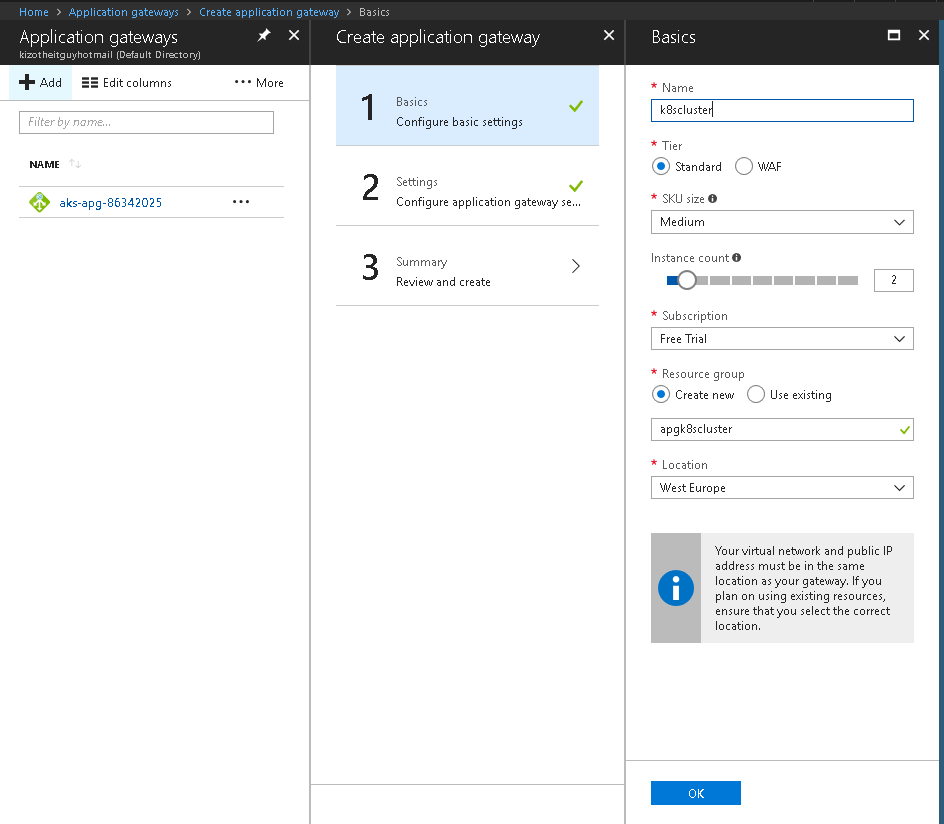 Home > Application gateways > Create application gateway > Basics
Application gateways
kizotheitguyhotmail (Default Directory)
Add
Edit columns
More
Filter by name...
NAME
aks-apg-86342025
Create application gateway
1
Basics
Configure basic settings
2
Settings
Configure application gateway se...
3
Summary
Review and create
Basics
* Name
k8scluster
* Tier
Standard
WAF
* SKU size
Medium
Instance count
2
* Subscription
Free Trial
* Resource group
Create new
Use existing
apgk8scluster
* Location
West Europe
Your virtual network and public IP
address must be in the same
location as your gateway. If you
plan on using existing resources,
ensure that you select the correct
location.
OK